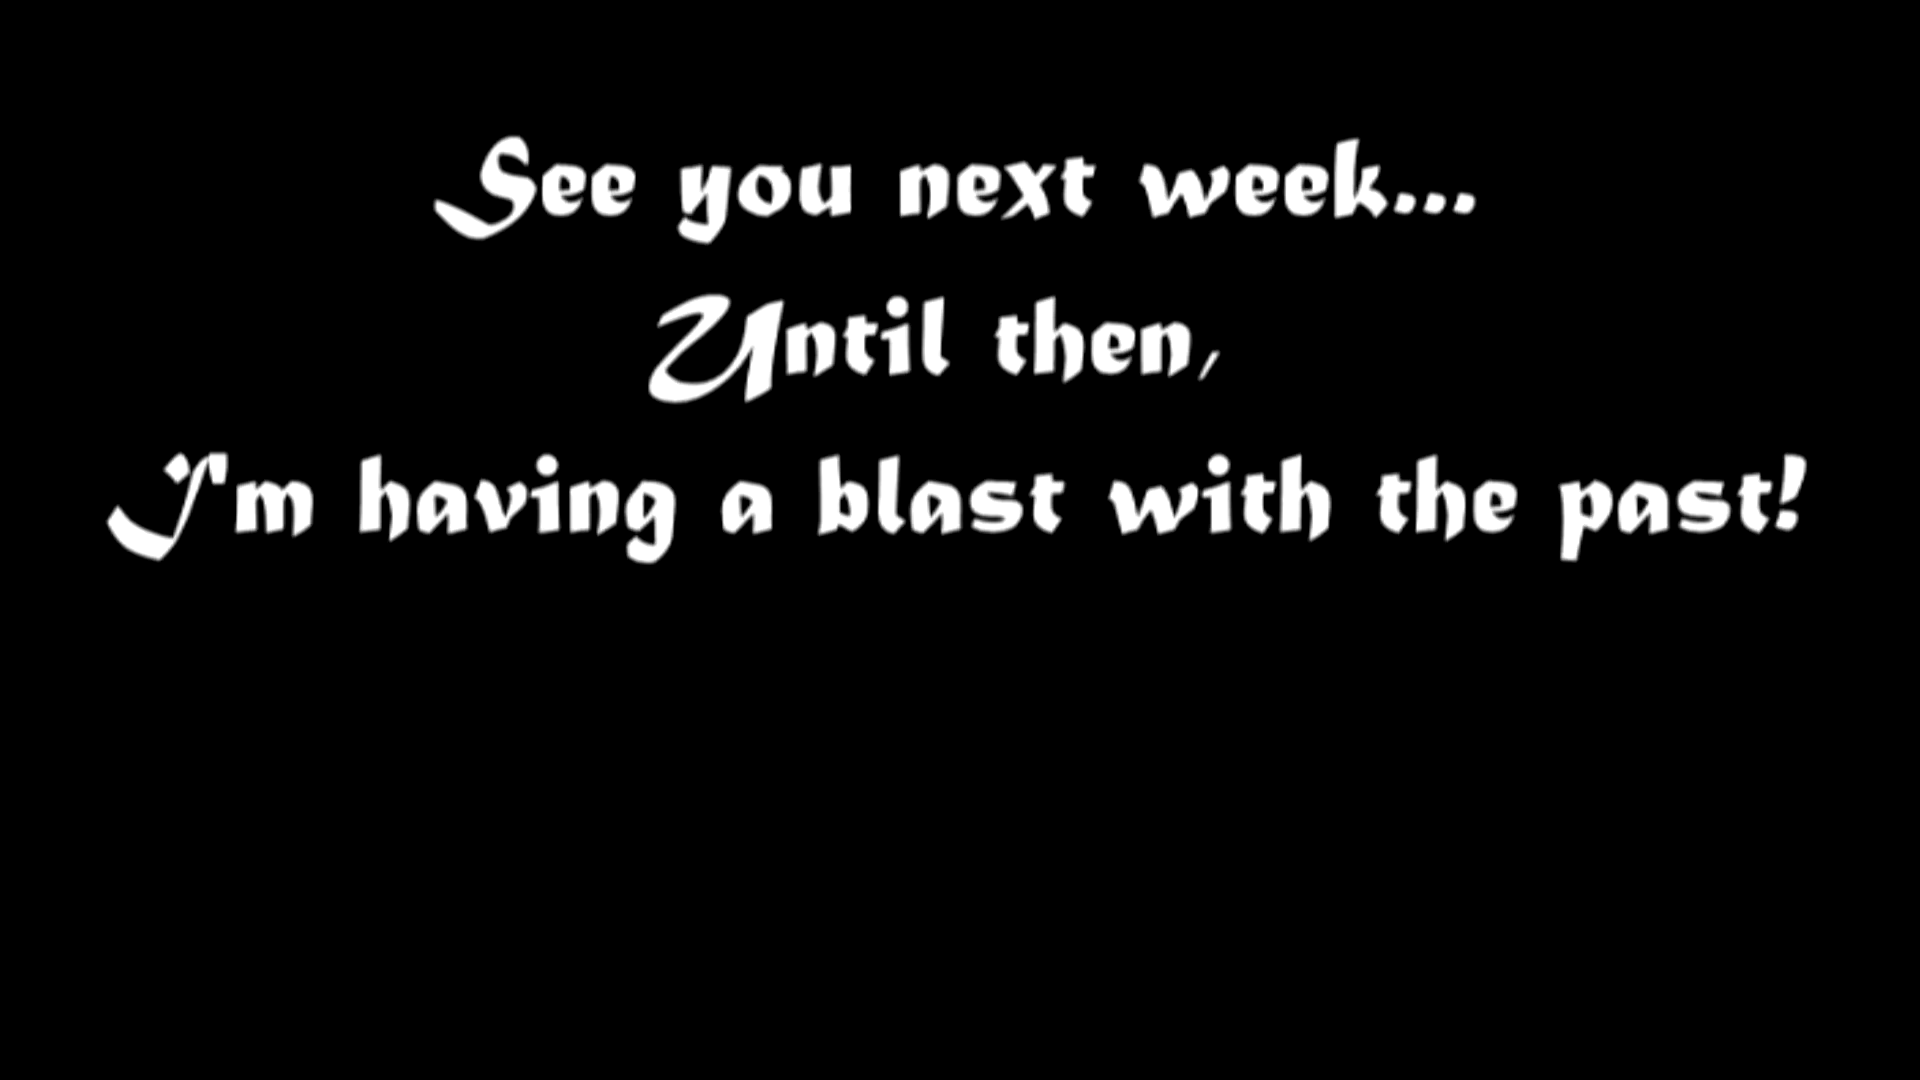 See you next week...
Until then,
I'm having a blast with the past!